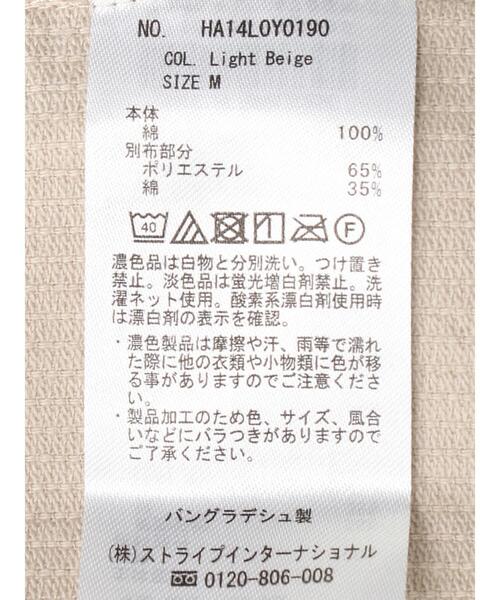 NO. HA14L0Y0190
COL. Light Beige
SIZE M
本体
綿 100%
別布部分
ポリエステル 65%
綿 35%
40 F
濃色品は白物と分別洗い。つけ置き
禁止。淡色品は蛍光増白剤禁止。洗
濯ネット使用。酸素系漂白剤使用時
は漂白剤の表示を確認。
・濃色製品は摩擦や汗、雨等で濡れ
た際に他の衣類や小物類に色が移
る事がありますのでご注意くださ
い。
・製品加工のため色、サイズ、風合
いなどにバラつきがありますので
ご了承ください。
バングラデシュ製
(株)ストライプインターナショナル
0120-806-008